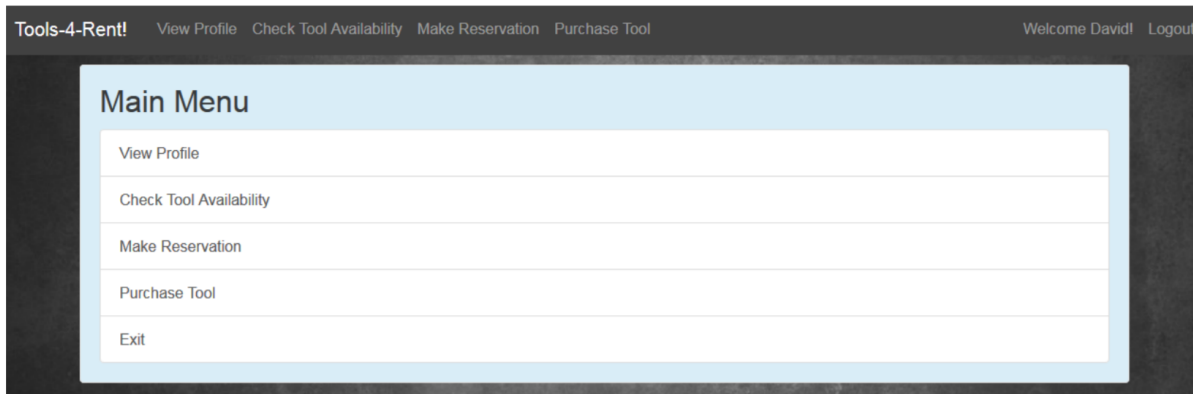 Tools-4-Rent! View Profile Check Tool Availability Make Reservation Purchase Tool Welcome David! Logout
Main Menu
View Profile
Check Tool Availability
Make Reservation
Purchase Tool
Exit